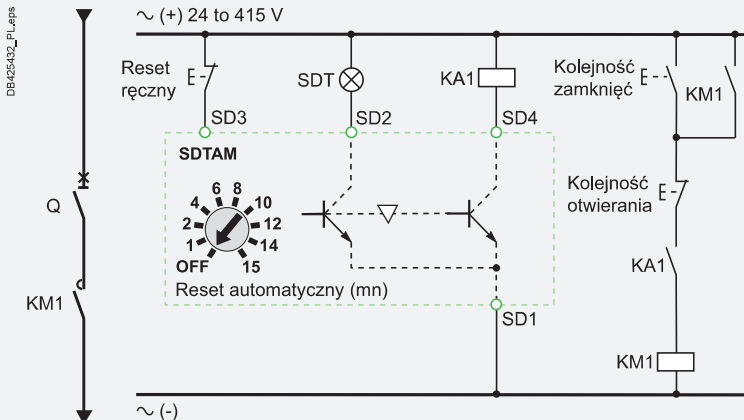 DB425432_PL.eps
∼ (+) 24 to 415 V
Reset
ręczny
SDT
KA1
Kolejność
zamknięć
KM1
SD3
SD2
SD4
SDTAM
Q
KM1
OFF
1
2
4
6
8
10
12
14
15
Reset automatyczny (mn)
SD1
Kolejność
otwierania
KA1
KM1
∼ (-)